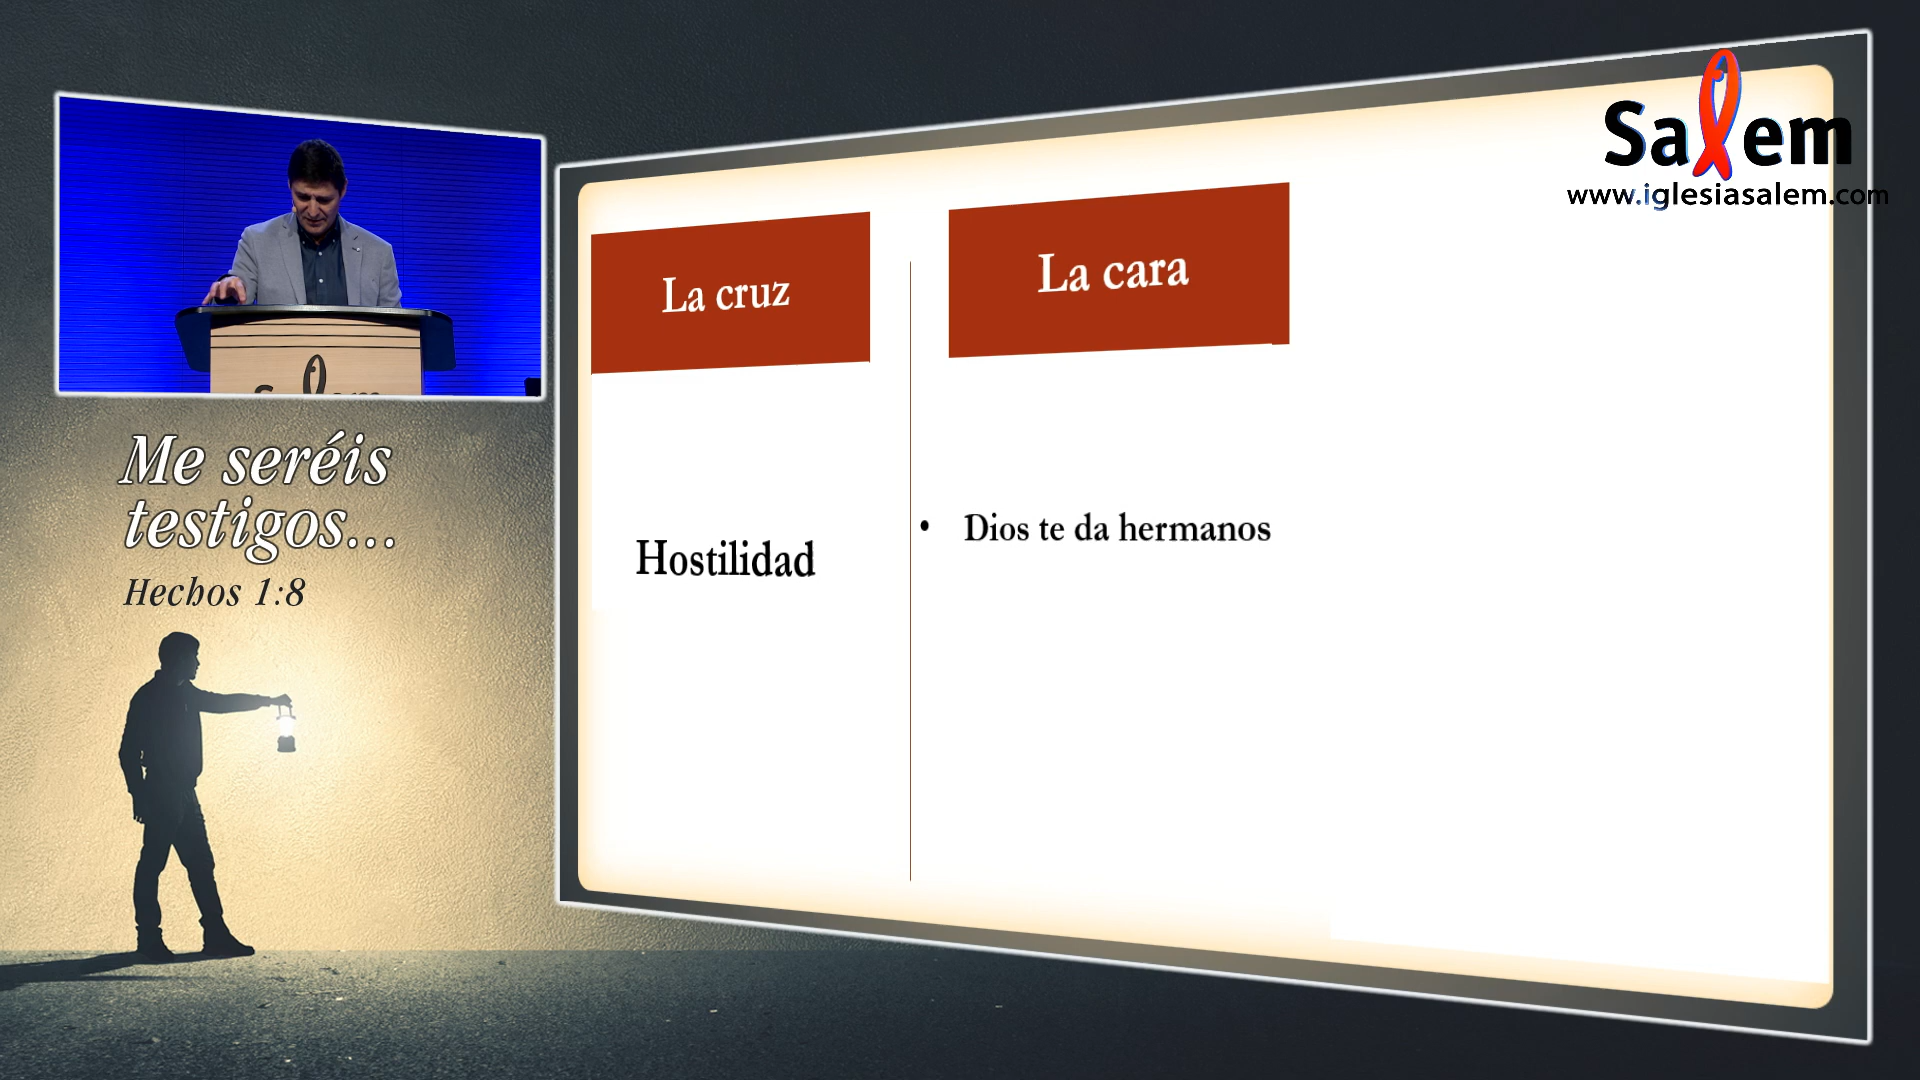 Salem
www.iglesiasalem.com
La cruz
La cara
Hostilidad
• Dios te da hermanos
Me seréis
testigos...
Hechos 1:8